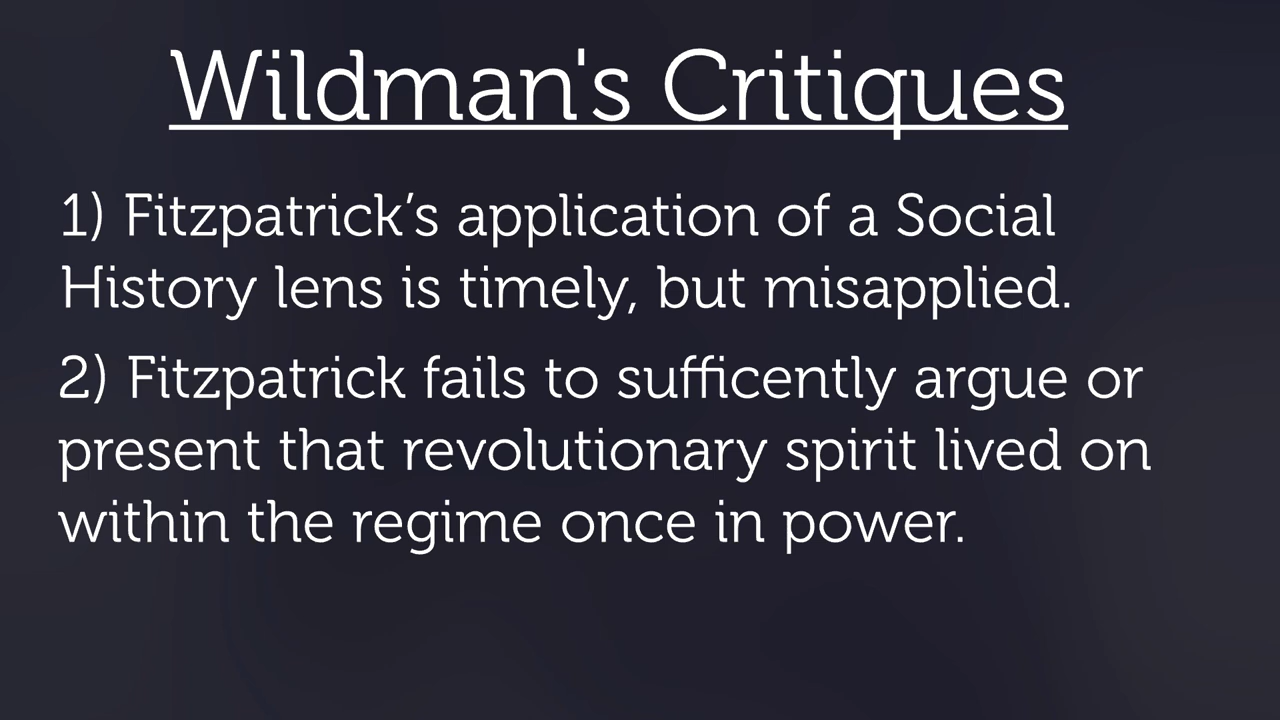 Wildman's Critiques
1) Fitzpatrick’s application of a Social
History lens is timely, but misapplied.
2) Fitzpatrick fails to sufficently argue or
present that revolutionary spirit lived on
within the regime once in power.